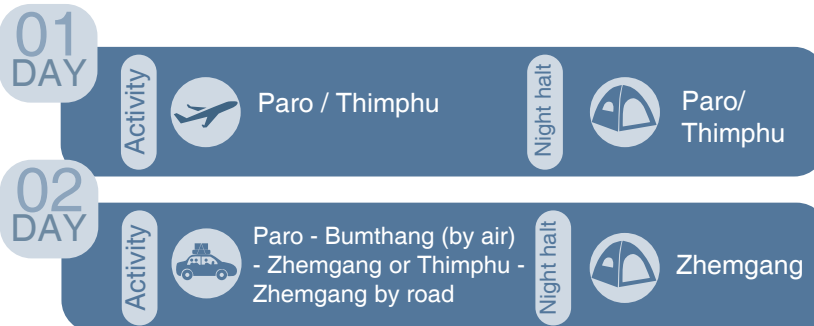 01
DAY
Activity
Paro / Thimphu
Night halt
Paro/
Thimphu
02
DAY
Activity
Paro - Bumthang (by air)
- Zhemgang or Thimphu -
Zhemgang by road
Night halt
Zhemgang